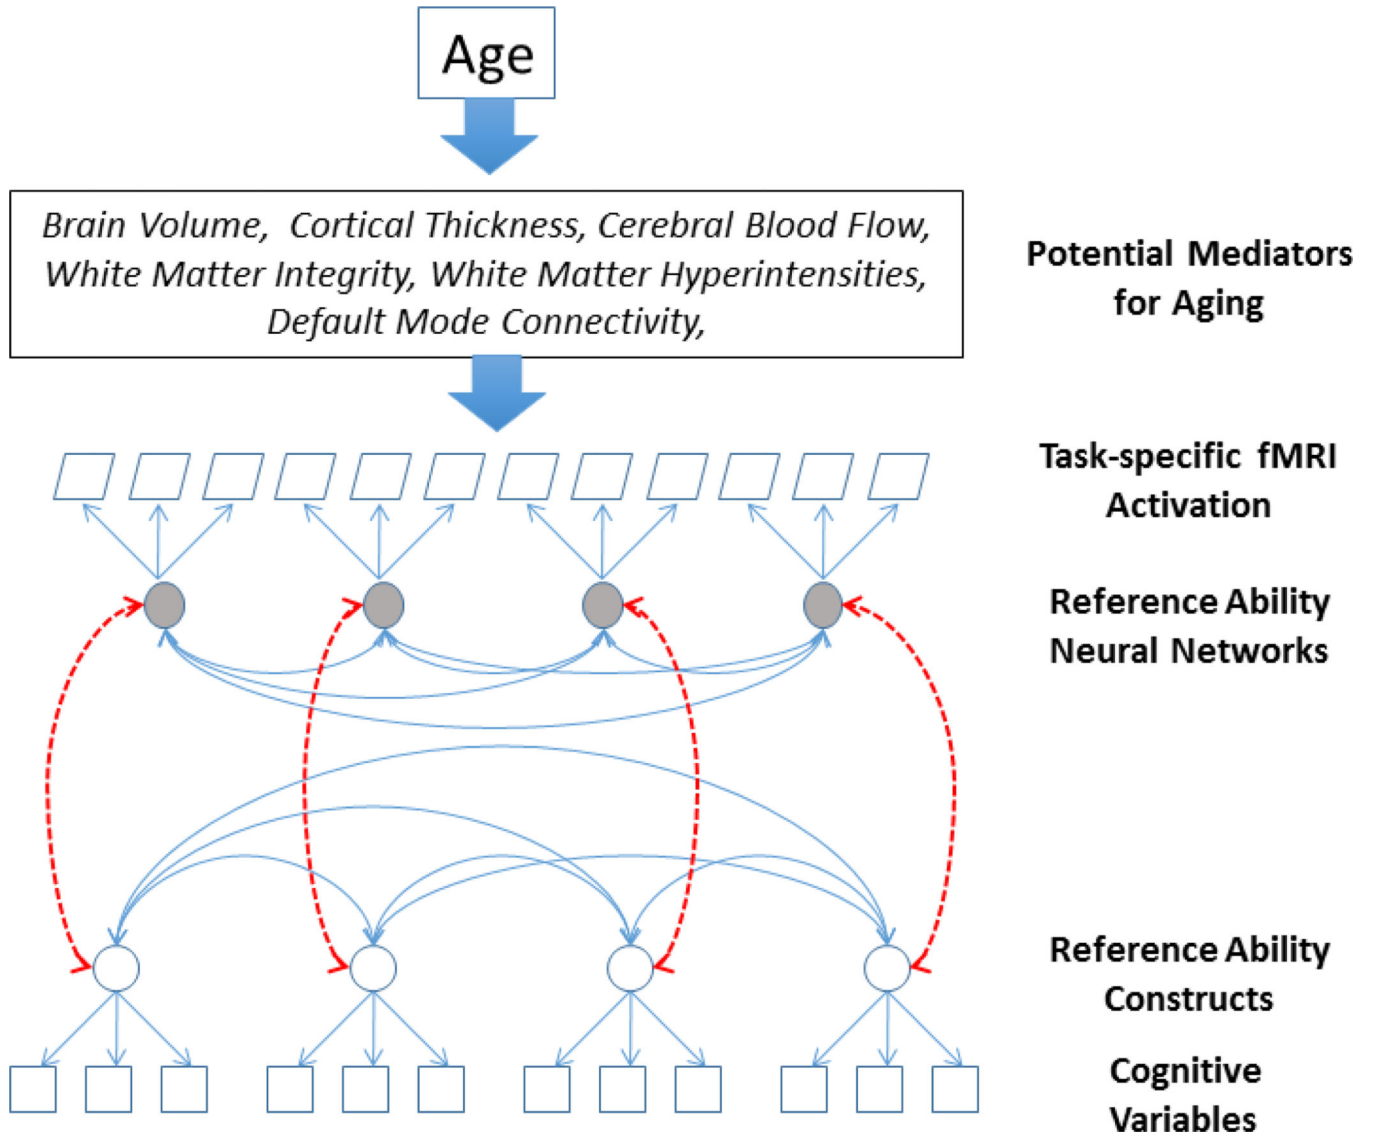 Age
Brain Volume, Cortical Thickness, Cerebral Blood Flow,
White Matter Integrity, White Matter Hyperintensities,
Default Mode Connectivity,
Potential Mediators
for Aging
Task-specific fMRI
Activation
Reference Ability
Neural Networks
Reference Ability
Constructs
Cognitive
Variables